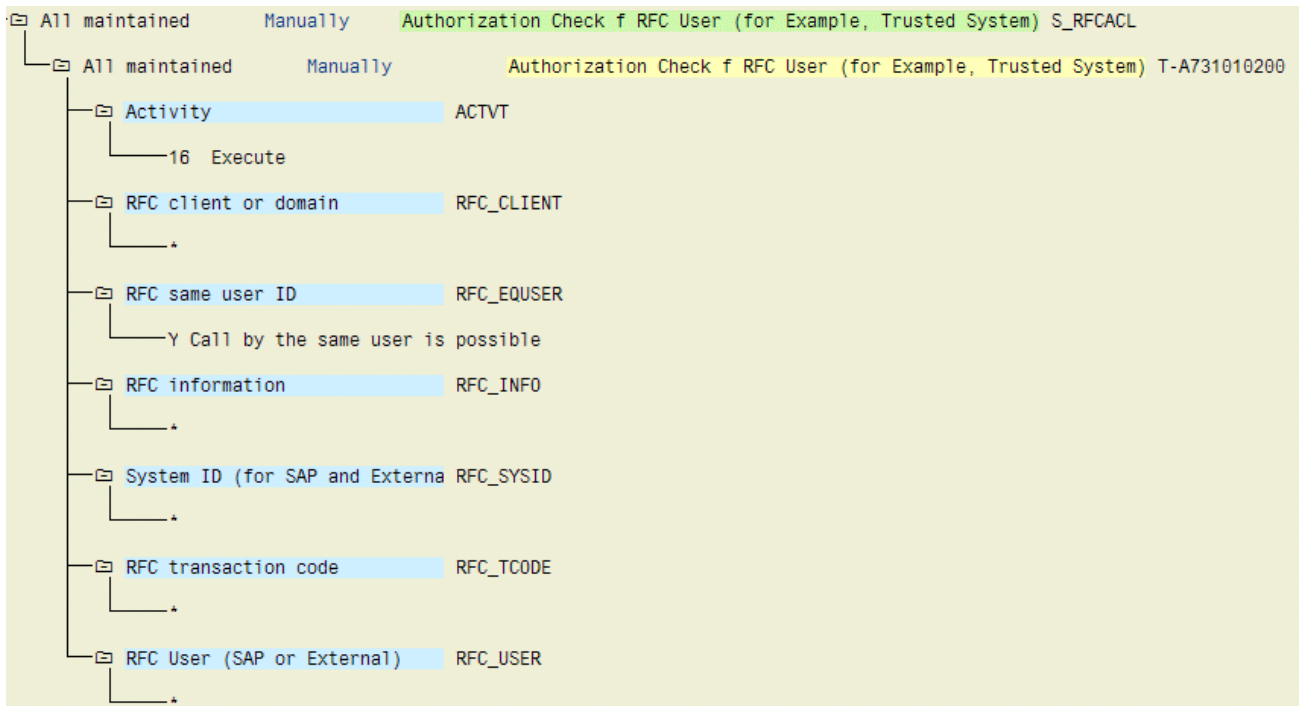 All maintained Manually Authorization Check f RFC User (for Example, Trusted System) S_RFCACL
All maintained Manually Authorization Check f RFC User (for Example, Trusted System) T-A731010200
Activity ACTVT
16 Execute
RFC client or domain RFC_CLIENT
*
RFC same user ID RFC_EQUSER
Y Call by the same user is possible
RFC information RFC_INFO
*
System ID (for SAP and Externa RFC_SYSID
*
RFC transaction code RFC_TCODE
*
RFC User (SAP or External) RFC_USER
*